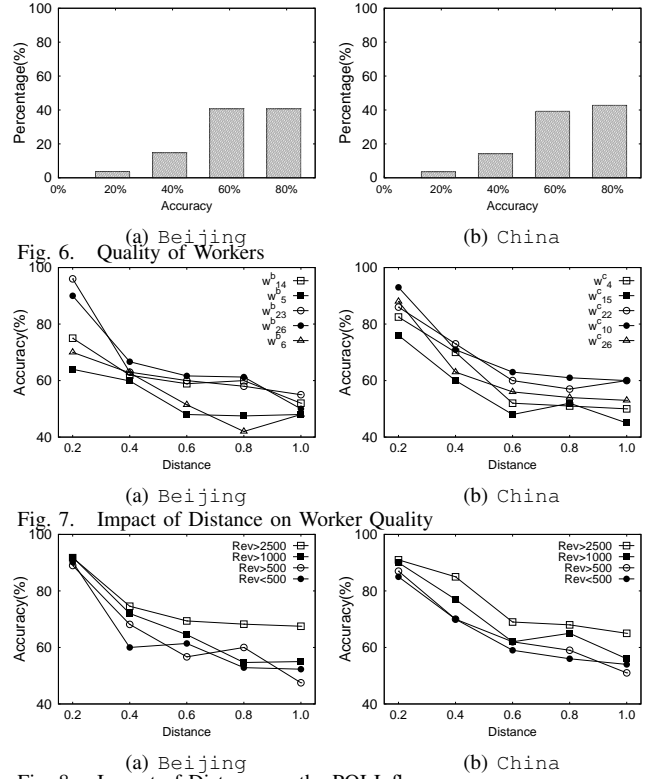 100
80
60
40
20
0
Percentage(%)
0%
20%
40%
60%
80%
Accuracy
(a) Beijing
100
80
60
40
20
0
Percentage(%)
0%
20%
40%
60%
80%
Accuracy
(b) China
Fig. 6. Quality of Workers
100
80
60
40
Accuracy(%)
w^b_14
w^b_5
w^b_23
w^b_26
w^b_6
0.2
0.4
0.6
0.8
1.0
Distance
(a) Beijing
100
80
60
40
Accuracy(%)
w^c_4
w^c_15
w^c_22
w^c_10
w^c_26
0.2
0.4
0.6
0.8
1.0
Distance
(b) China
Fig. 7. Impact of Distance on Worker Quality
100
80
60
40
Accuracy(%)
Rev>2500
Rev>1000
Rev>500
Rev<500
0.2
0.4
0.6
0.8
1.0
Distance
(a) Beijing
100
80
60
40
Accuracy(%)
Rev>2500
Rev>1000
Rev>500
Rev<500
0.2
0.4
0.6
0.8
1.0
Distance
(b) China